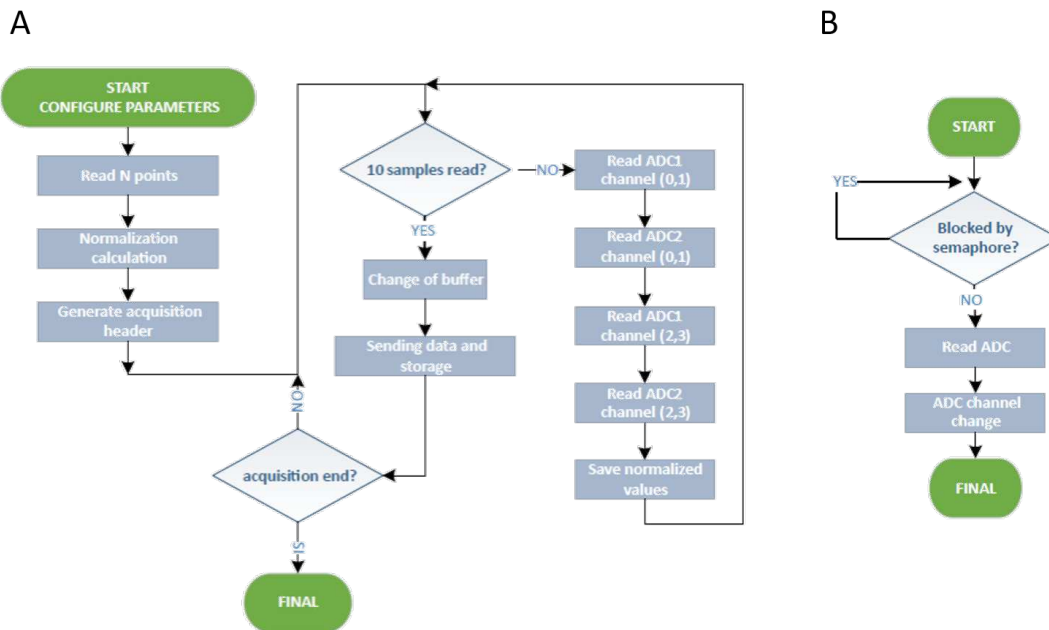 A
START
CONFIGURE PARAMETERS
Read N points
Normalization
calculation
Generate acquisition
header
10 samples read?
NO
YES
Change of buffer
Sending data and
storage
NO
acquisition end?
SI
FINAL
Read ADC1
channel (0,1)
Read ADC2
channel (0,1)
Read ADC1
channel (2,3)
Read ADC2
channel (2,3)
Save normalized
values
B
START
YES
Blocked by
semaphore?
NO
Read ADC
ADC channel
change
FINAL